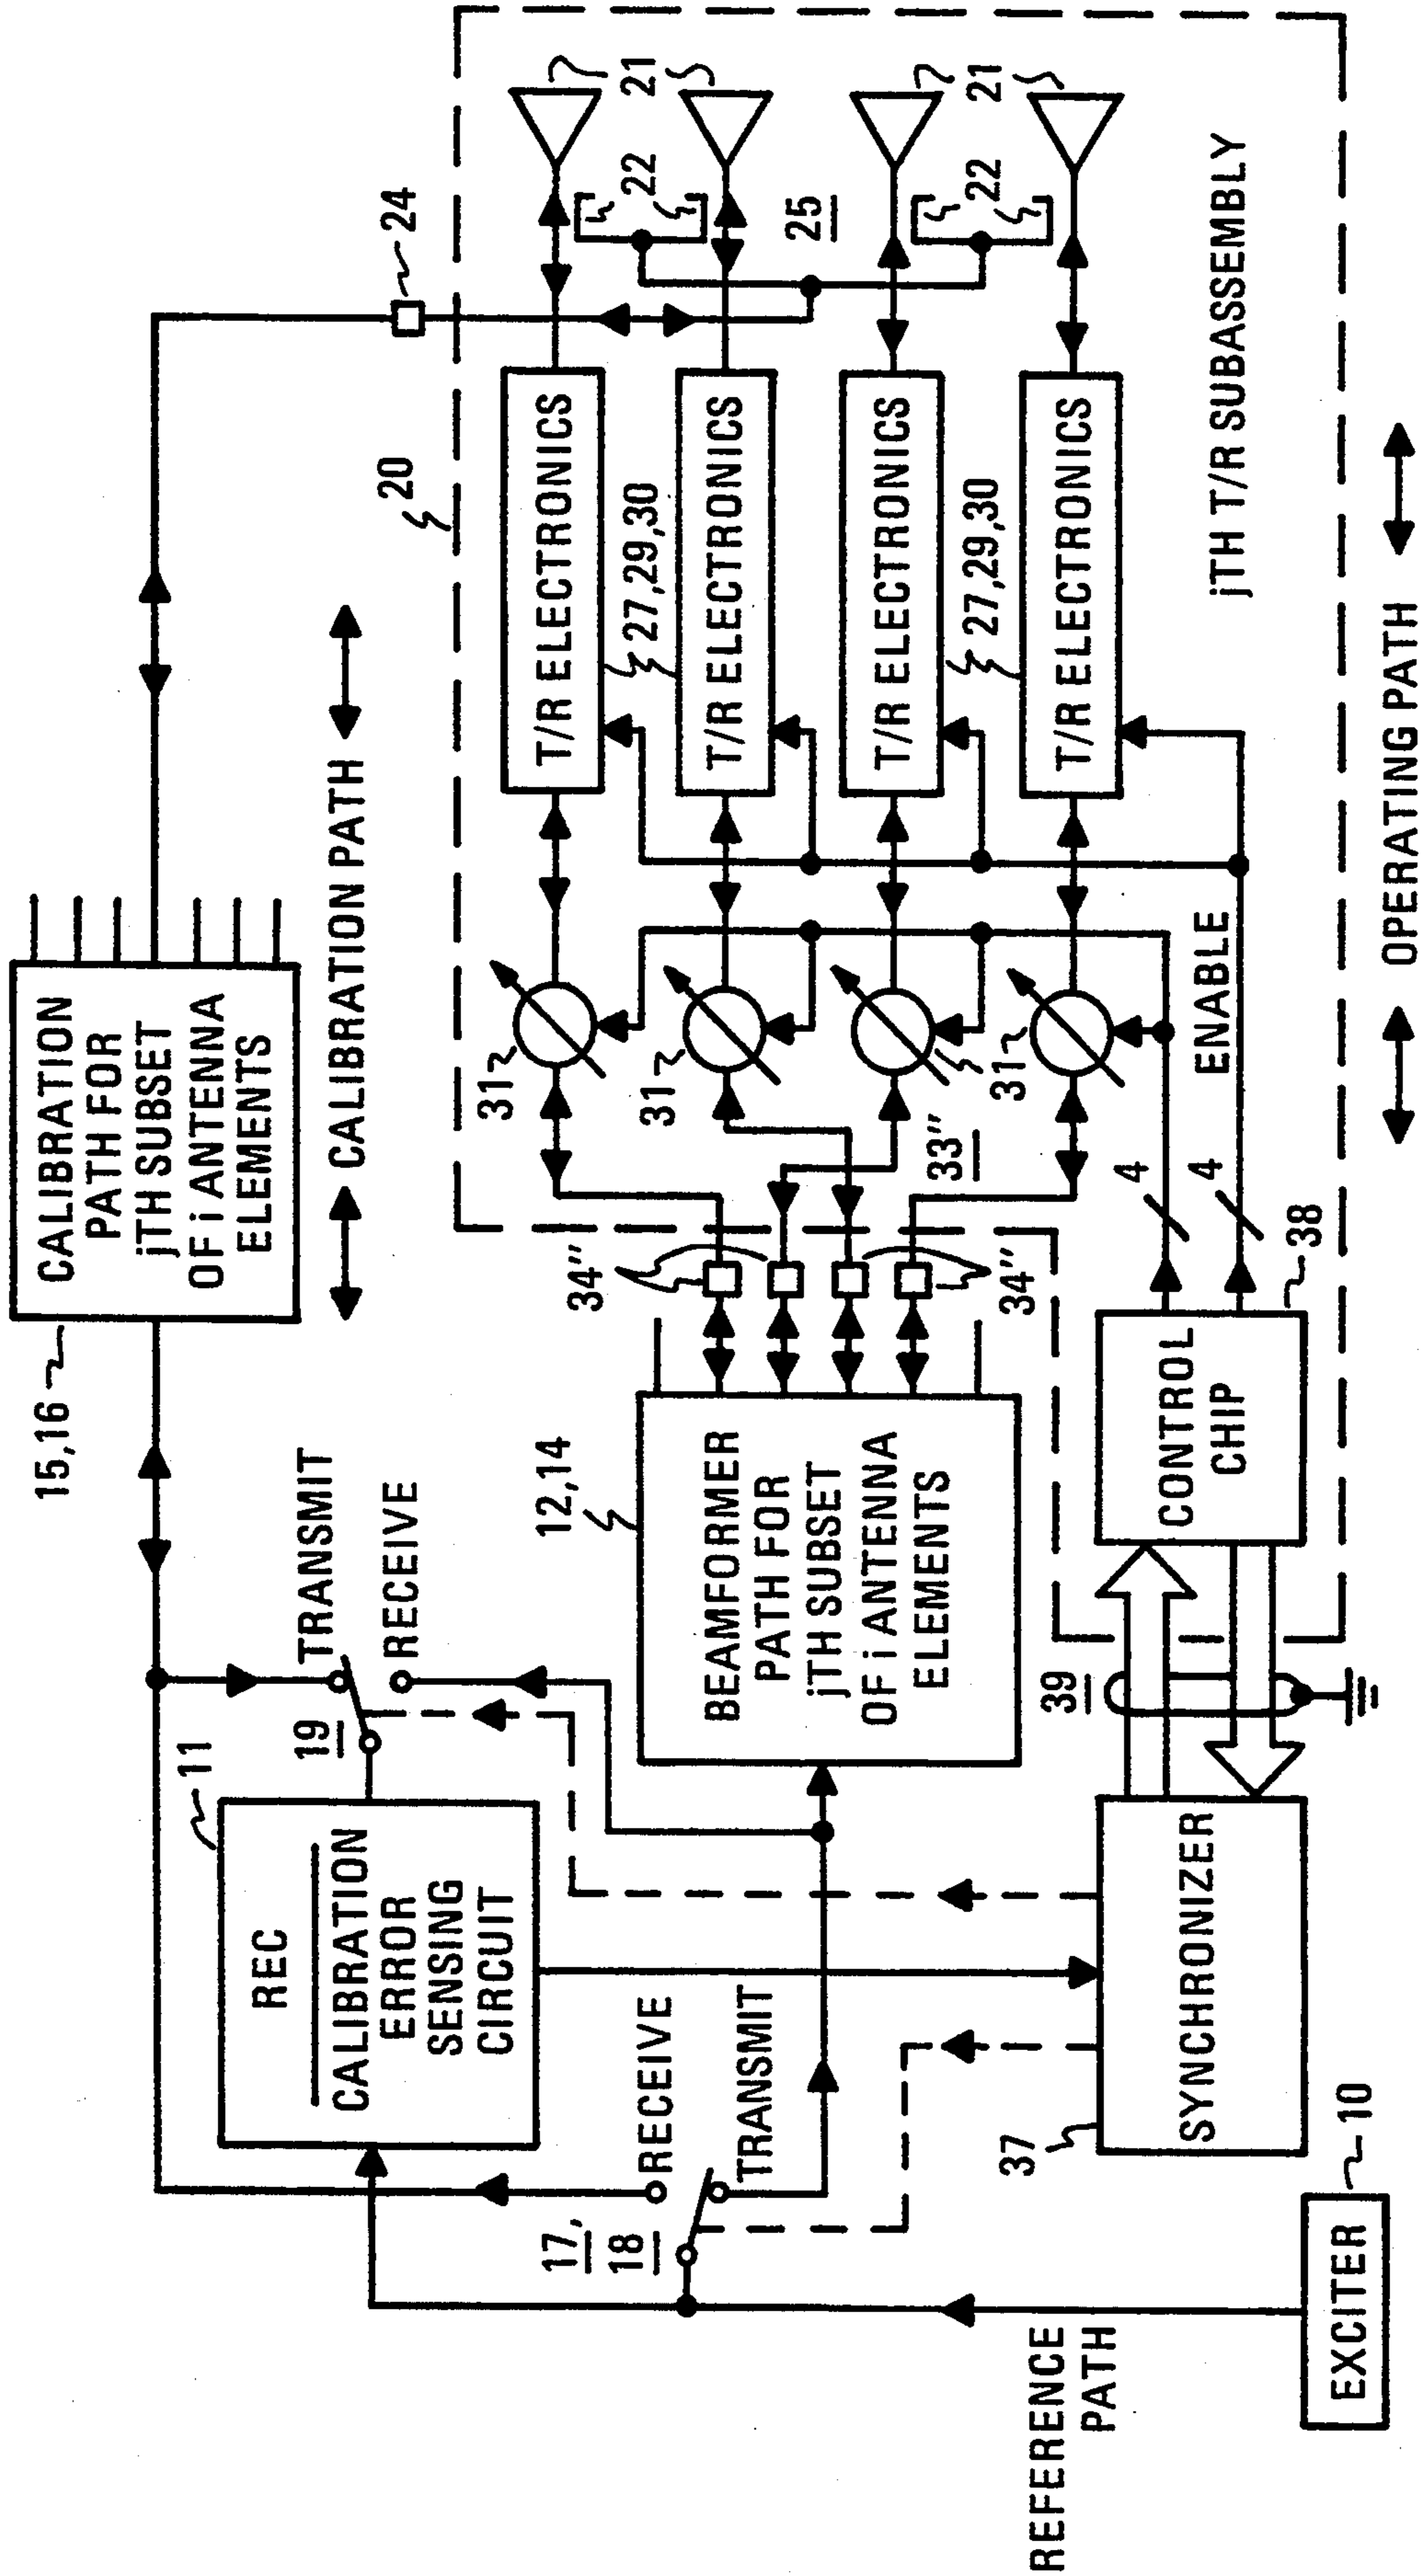 15,16
CALIBRATION
PATH FOR
jTH SUBSET
OF i ANTENNA
ELEMENTS
CALIBRATION PATH
24
20
11
REC
CALIBRATION
ERROR
SENSING
CIRCUIT
19
TRANSMIT
RECEIVE
17,
18
RECEIVE
TRANSMIT
12,14
BEAMFORMER
PATH FOR
jTH SUBSET
OF i ANTENNA
ELEMENTS
34″
34″
33″
31
31
31
T/R ELECTRONICS
27,29,30
T/R ELECTRONICS
T/R ELECTRONICS
27,29,30
T/R ELECTRONICS
22
21
25
22
21
jTH T/R SUBASSEMBLY
4
ENABLE
4
38
CONTROL
CHIP
39
37
SYNCHRONIZER
REFERENCE
PATH
EXCITER
10
OPERATING PATH